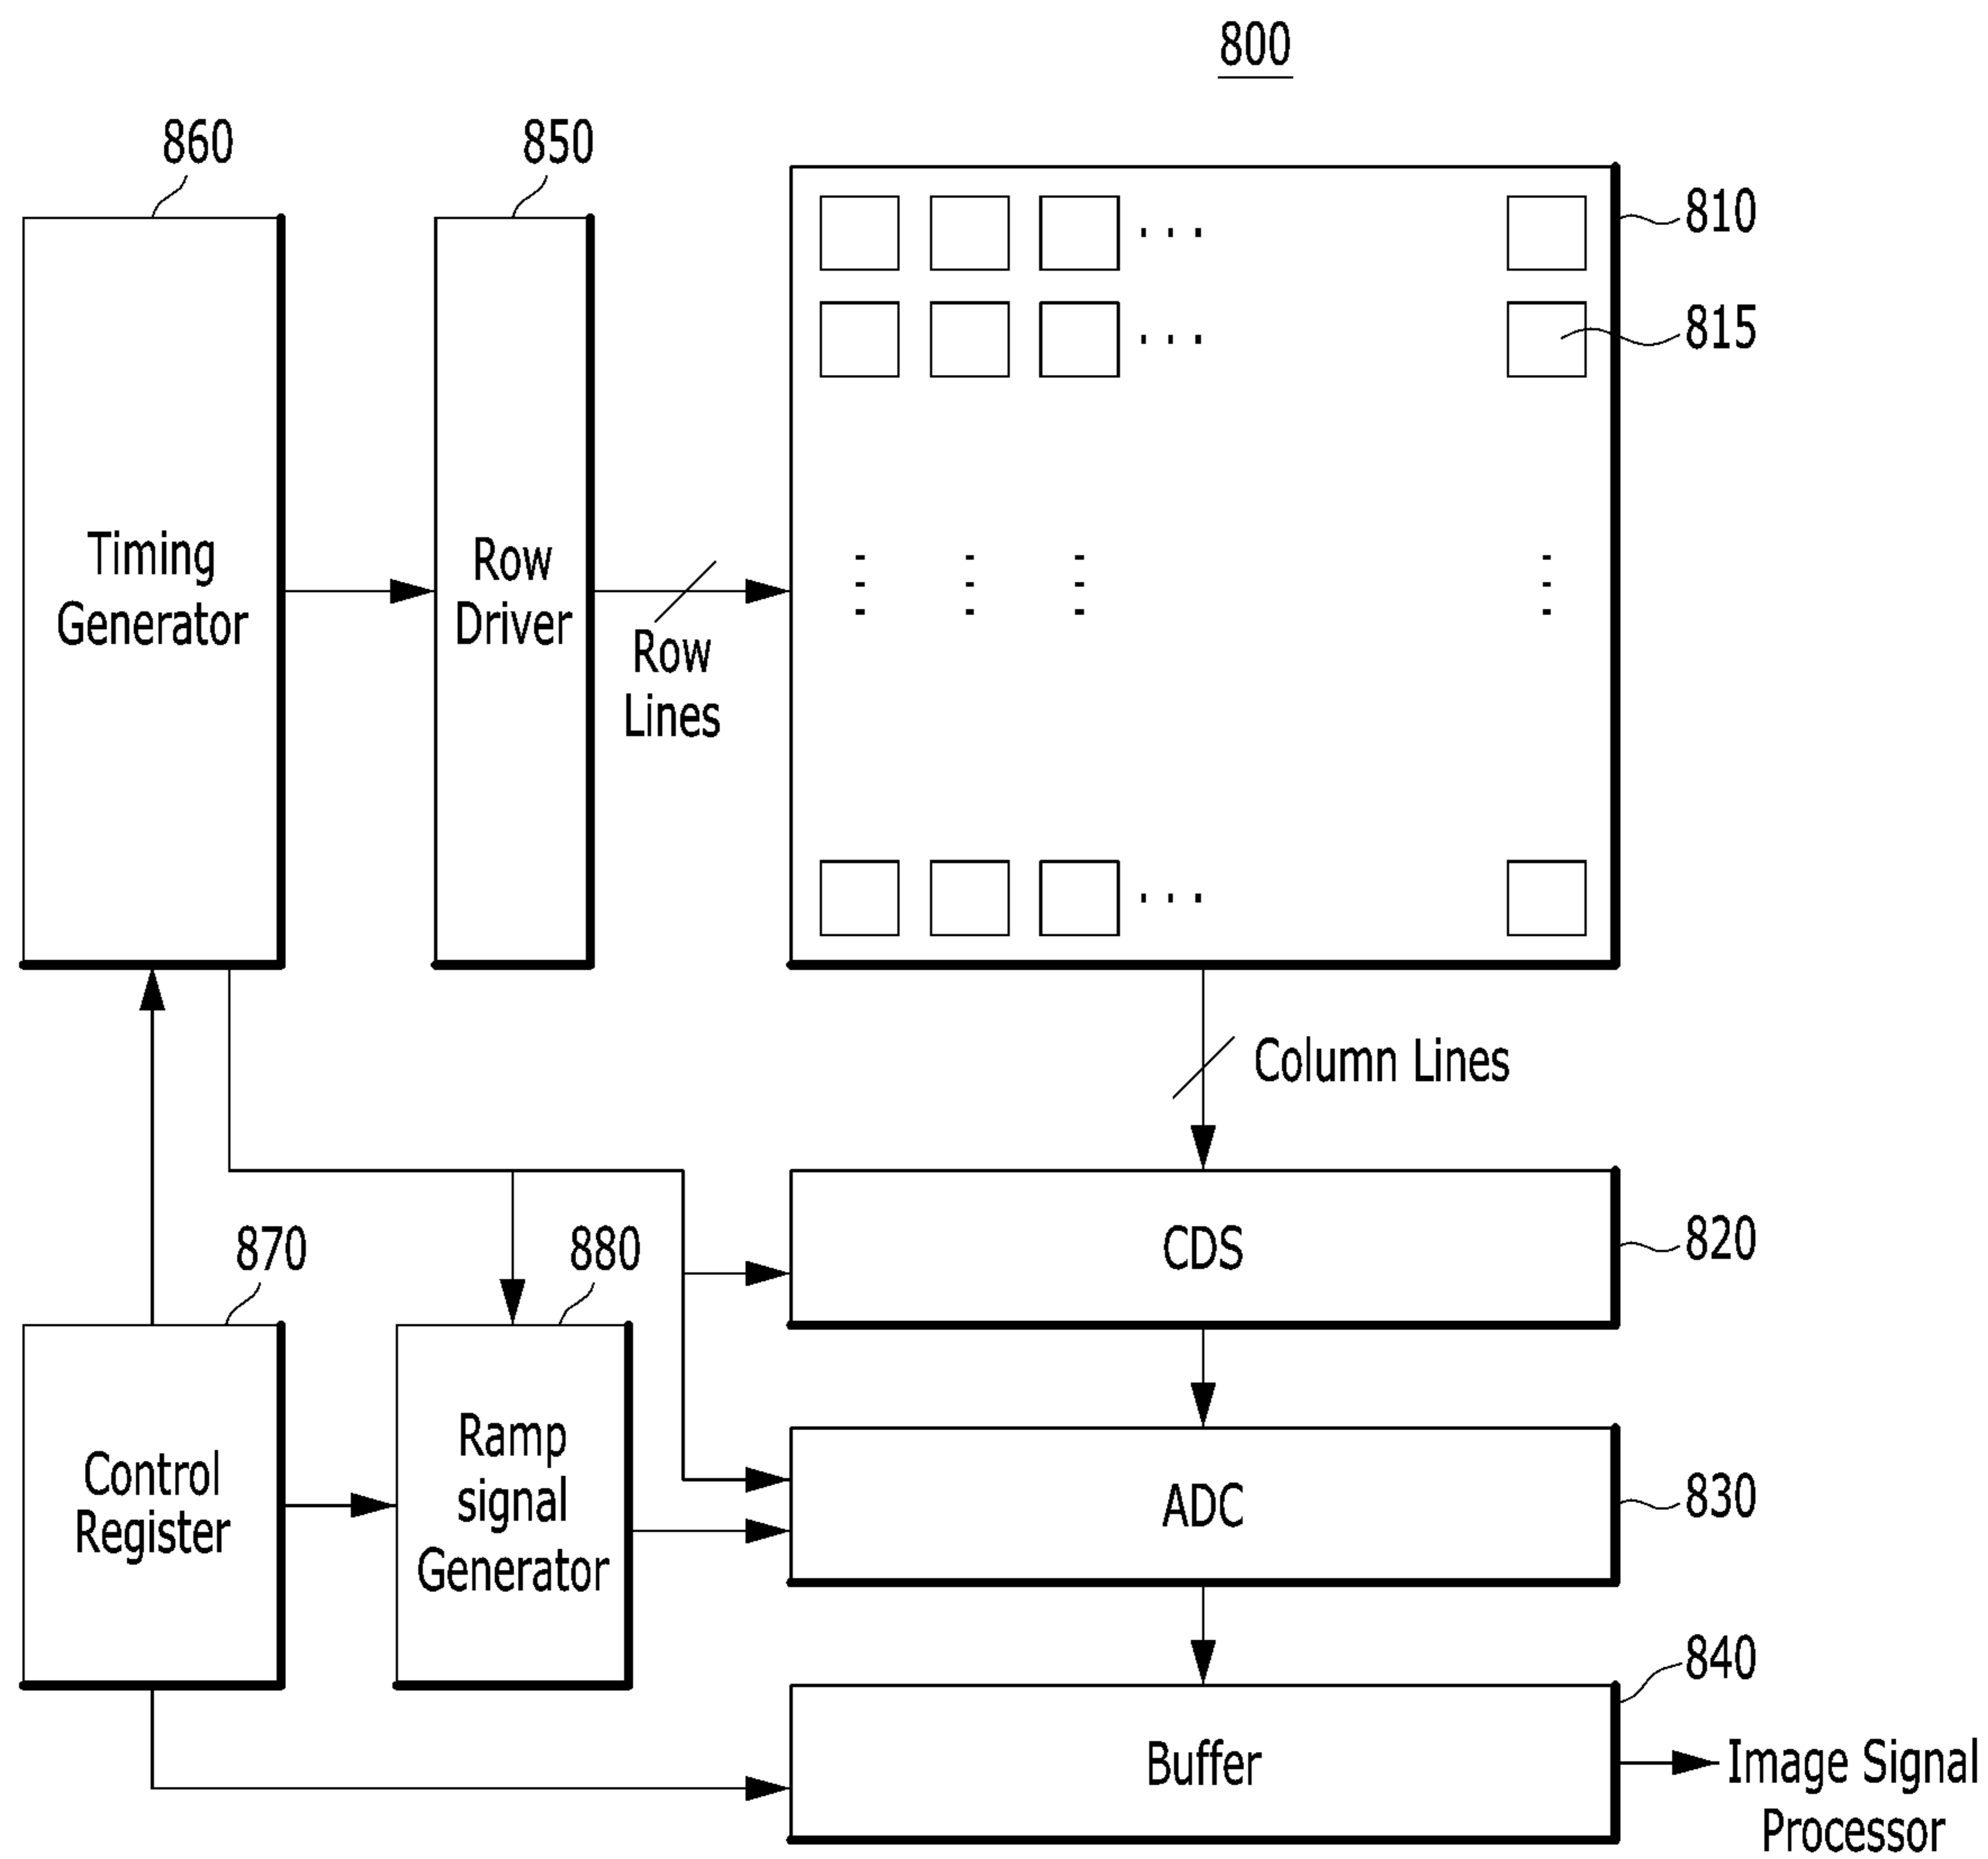 800
860
850
810
815
Timing
Generator
Row
Driver
Row
Lines
Column Lines
870
880
CDS
820
Control
Register
Ramp
signal
Generator
ADC
830
840
Buffer
Image Signal
Processor